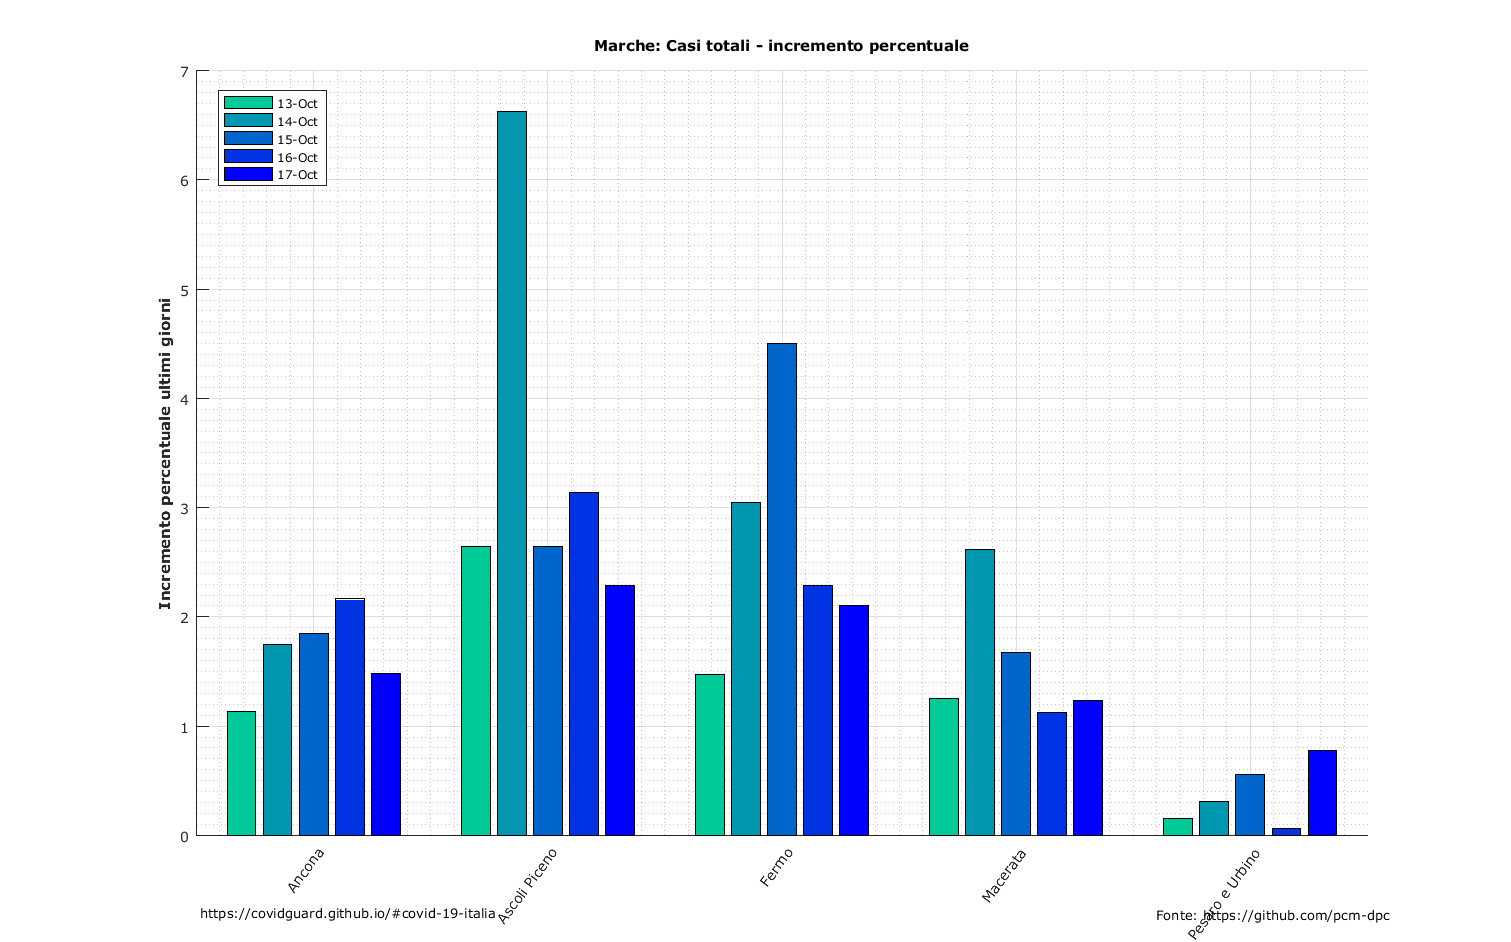 Marche: Casi totali - incremento percentuale
Incremento percentuale ultimi giorni
7
6
5
4
3
2
1
0
13-Oct
14-Oct
15-Oct
16-Oct
17-Oct
Ancona
Ascoli Piceno
Fermo
Macerata
Pesaro e Urbino
https://covidguard.github.io/#covid-19-italia
Fonte: https://github.com/pcm-dpc